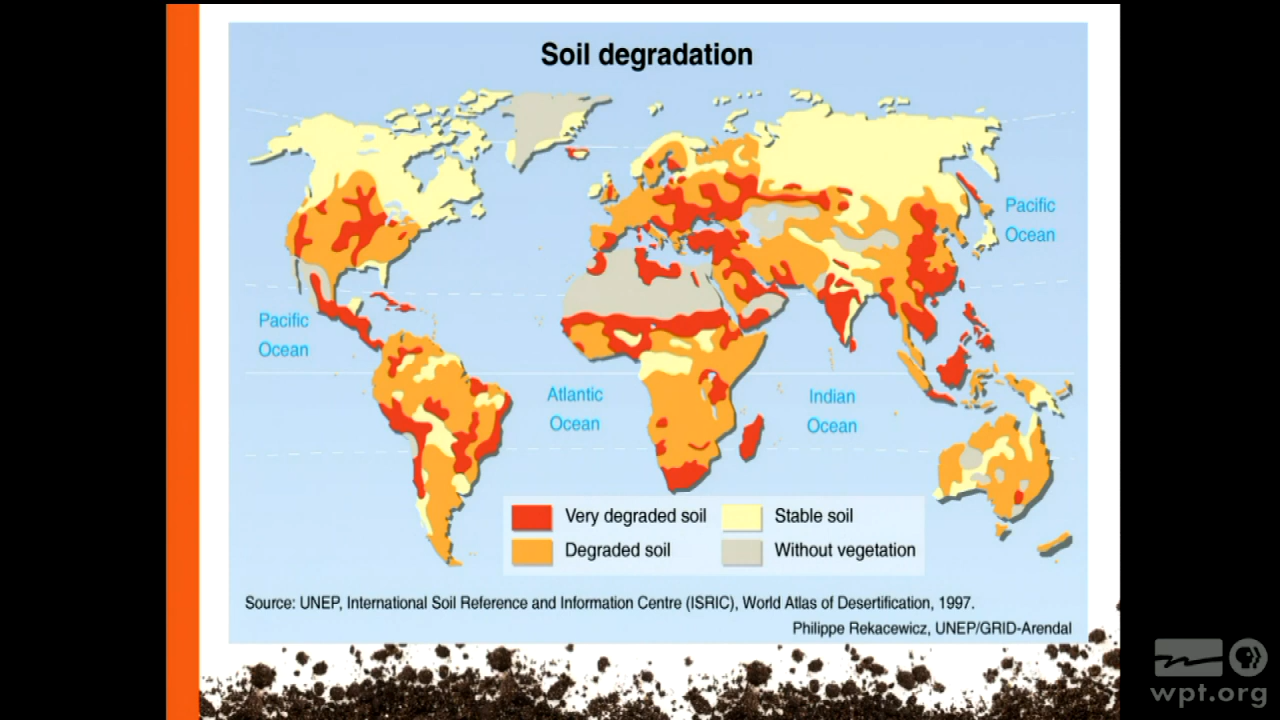 Soil degradation
Pacific
Ocean
Pacific
Ocean
Atlantic
Ocean
Indian
Ocean
Very degraded soil
Stable soil
Degraded soil
Without vegetation
Source: UNEP, International Soil Reference and Information Centre (ISRIC), World Atlas of Desertification, 1997.
Philippe Rekacewicz, UNEP/GRID-Arendal
wpt.org